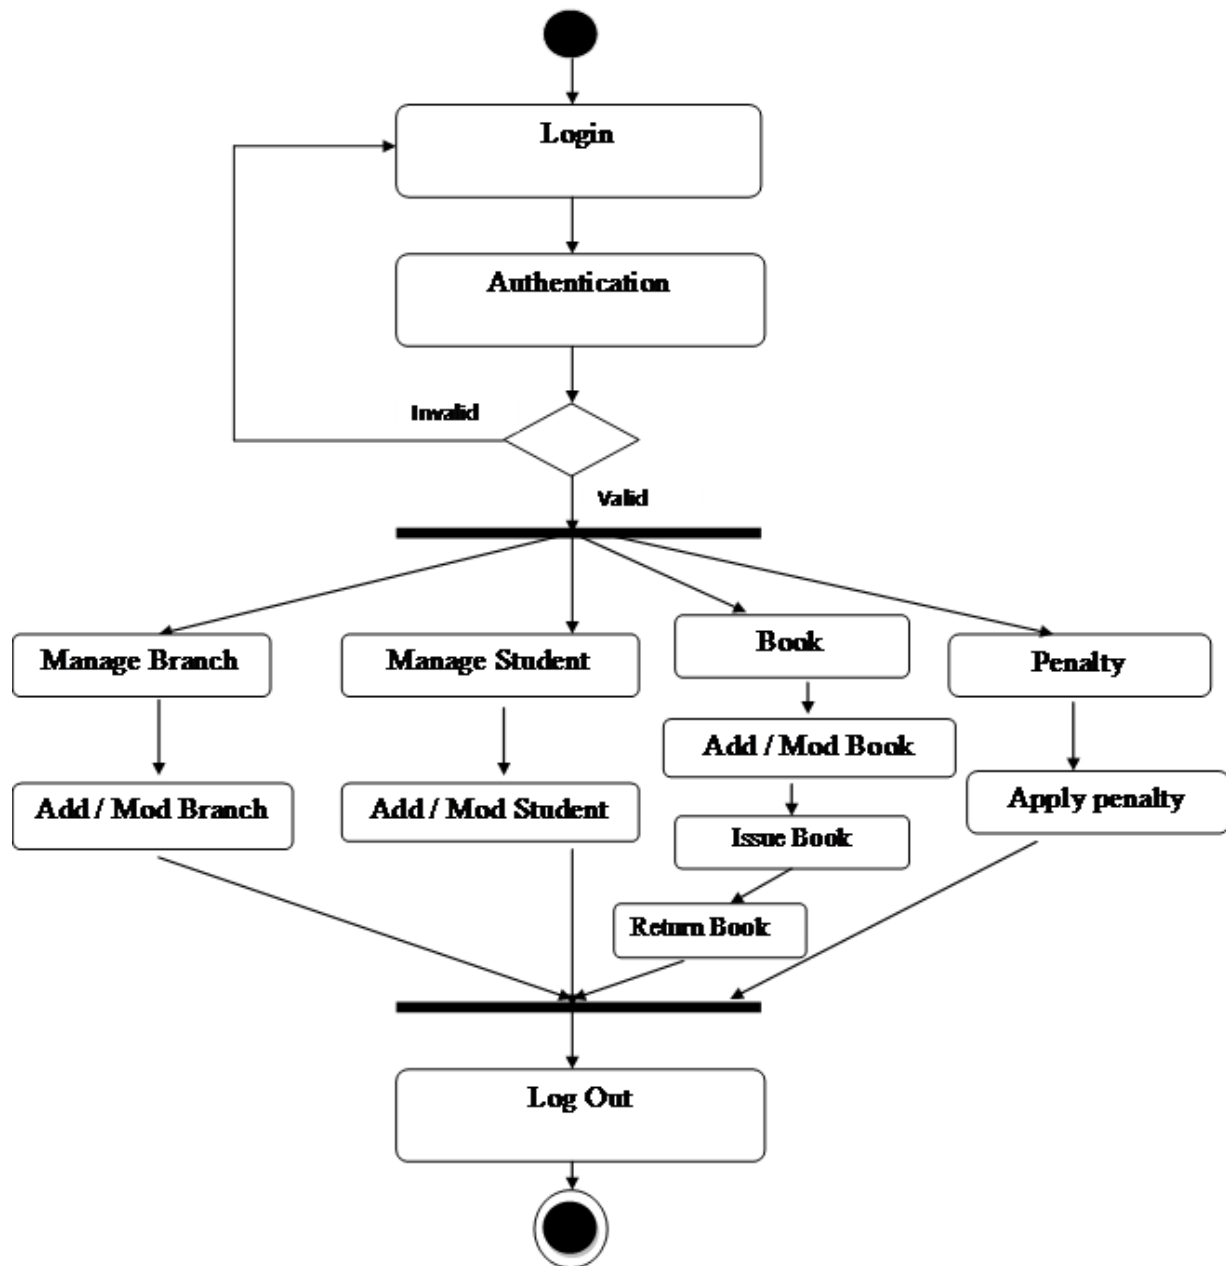 Login
Authentication
Invalid
Valid
Manage Branch
Manage Student
Book
Penalty
Add / Mod Book
Add / Mod Branch
Add / Mod Student
Apply penalty
Issue Book
Return Book
Log Out